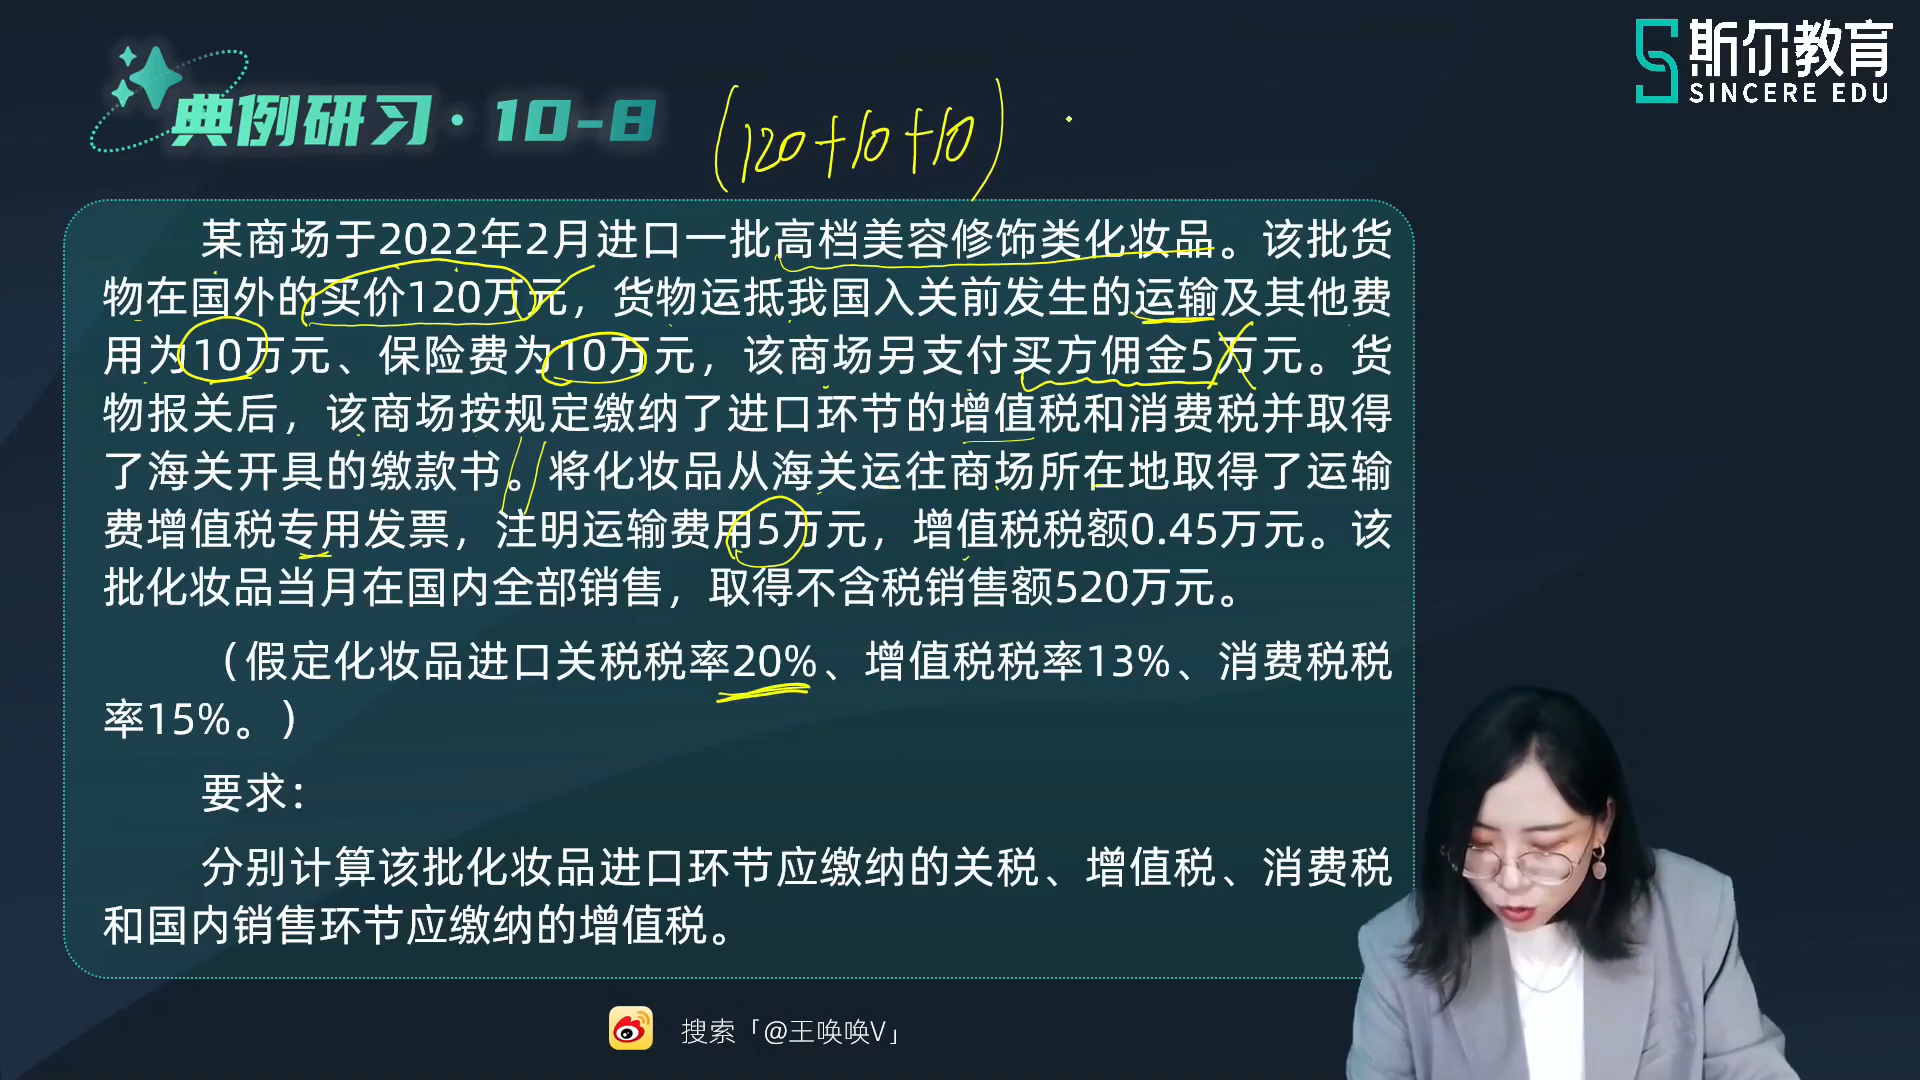 斯尔教育
SINCERE EDU
典例研习·10-8
(120+10+10)
某商场于2022年2月进口一批高档美容修饰类化妆品。该批货
物在国外的买价120万元，货物运抵我国入关前发生的运输及其他费
用为10万元、保险费为10万元，该商场另支付买方佣金5万元。货
物报关后，该商场按规定缴纳了进口环节的增值税和消费税并取得
了海关开具的缴款书。将化妆品从海关运往商场所在地取得了运输
费增值税专用发票，注明运输费用5万元，增值税税额0.45万元。该
批化妆品当月在国内全部销售，取得不含税销售额520万元。
（假定化妆品进口关税税率20%、增值税税率13%、消费税税
率15%。）
要求：
分别计算该批化妆品进口环节应缴纳的关税、增值税、消费税
和国内销售环节应缴纳的增值税。
搜索「@王唤唤V」